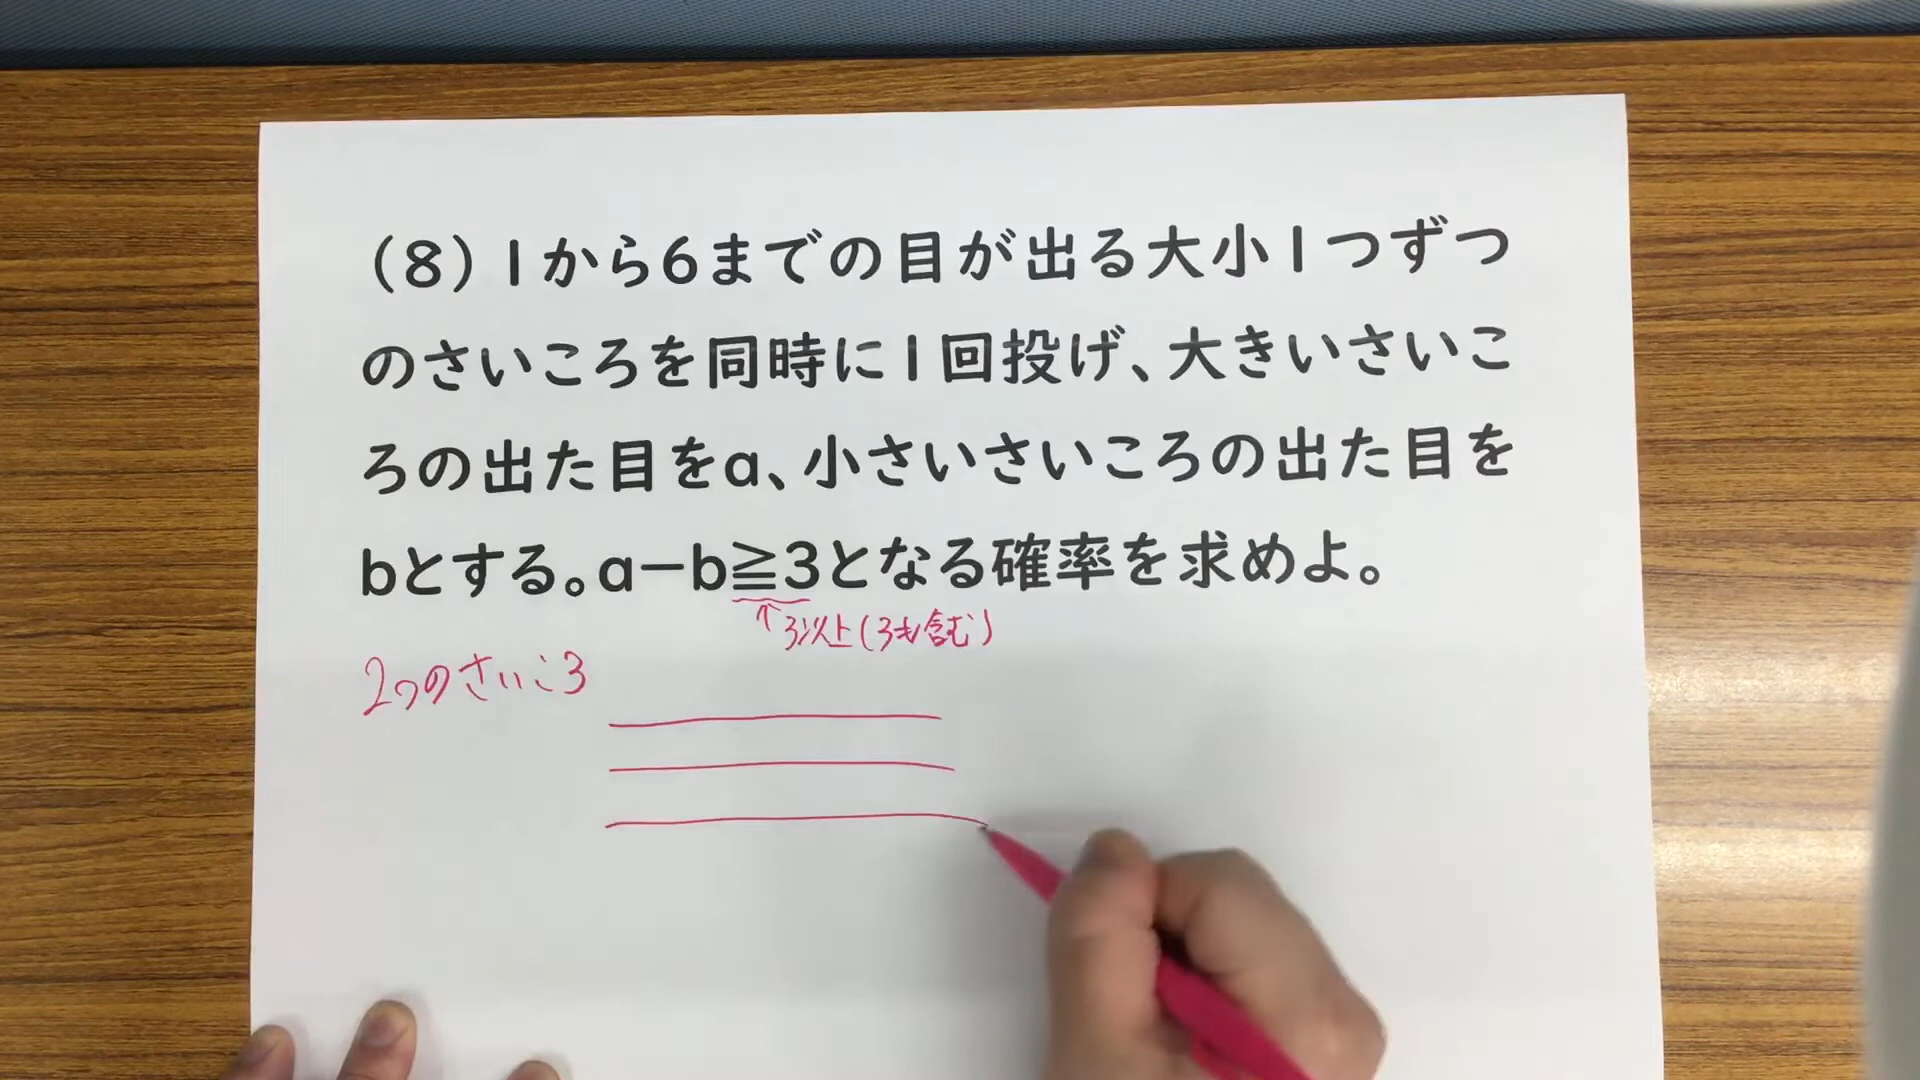 (8)1から6までの目が出る大小1つずつ
のさいころを同時に1回投げ、大きいさいこ
ろの出た目をa、小さいさいころの出た目を
bとする。a−b≧3となる確率を求めよ。
↑3以上(3も含む)
2つのさいころ